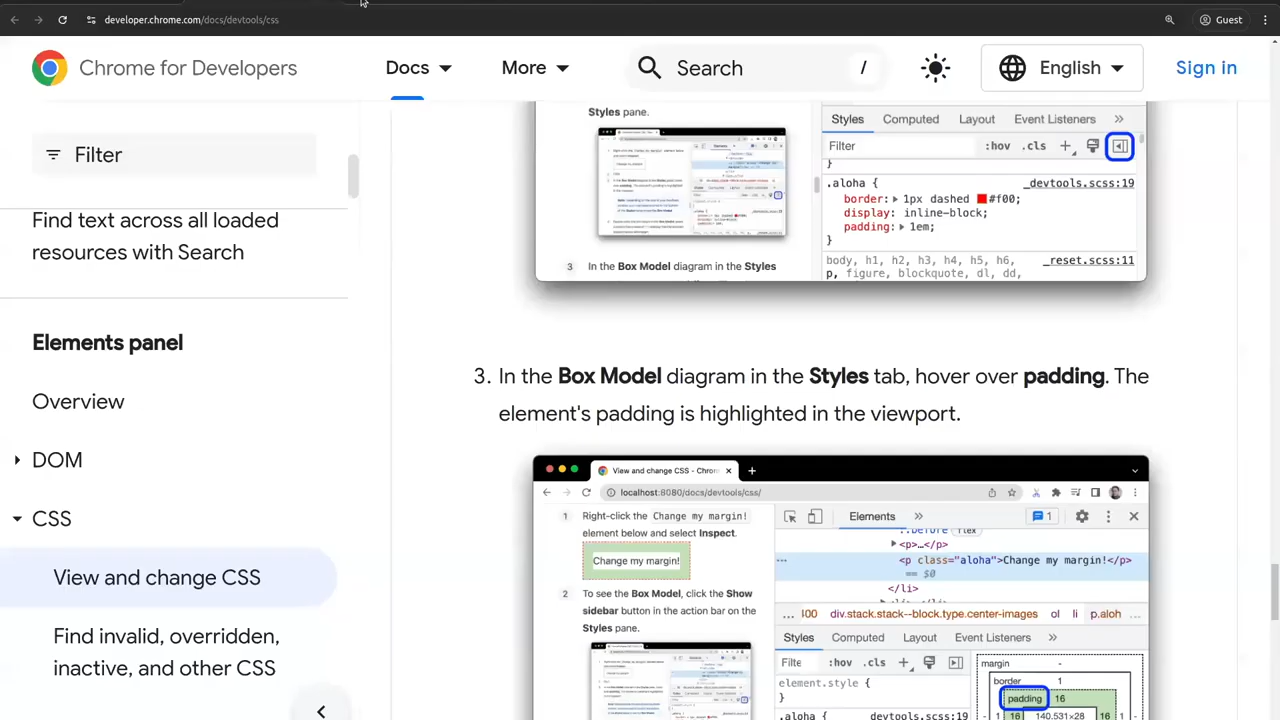 developer.chrome.com/docs/devtools/css
Guest
Chrome for Developers
Docs
More
Search
/
English
Sign in
Filter
Find text across all loaded
resources with Search
Elements panel
Overview
DOM
CSS
View and change CSS
Find invalid, overridden,
inactive, and other CSS
Styles pane.
3 In the Box Model diagram in the Styles
Styles Computed Layout Event Listeners »
Filter :hov .cls +
}
.aloha { _devtools.scss:19
border: 1px dashed #f00;
display: inline-block;
padding: 1em;
}
body, h1, h2, h3, h4, h5, h6, _reset.scss:11
p, figure, blockquote, dl, dd,
3. In the Box Model diagram in the Styles tab, hover over padding. The
element's padding is highlighted in the viewport.
View and change CSS - Chrom
localhost:8080/docs/devtools/css/
1 Right-click the Change my margin!
element below and select Inspect.
Change my margin!
2 To see the Box Model, click the Show
sidebar button in the action bar on the
Styles pane.
Elements » 1
::before flex
<p>…</p>
<p class="aloha">Change my margin!</p>
== $0
</li>
... 400 div.stack.stack--block.type.center-images ol li p.aloh ...
Styles Computed Layout Event Listeners »
Filte :hov .cls +
element.style {
.aloha { devtools.scss:19
margin
border 1
padding 16
- 1 16 140.531×28 16 1 -